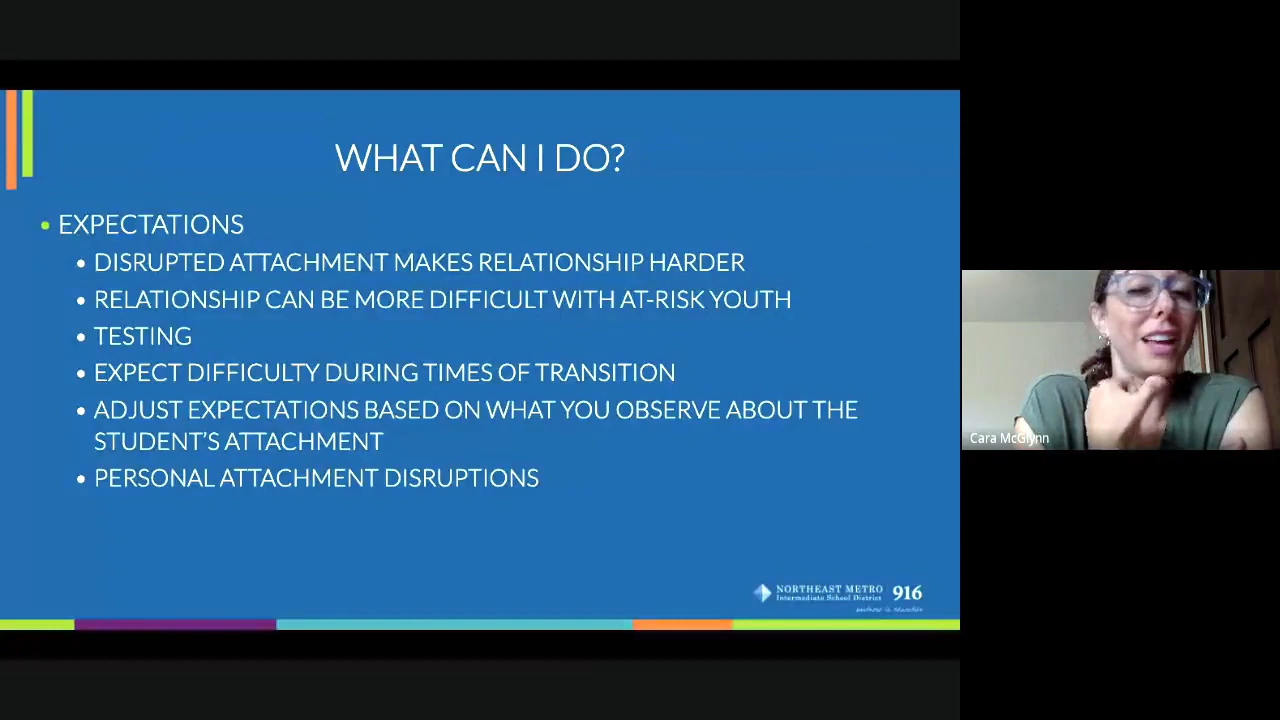 WHAT CAN I DO?
• EXPECTATIONS
• DISRUPTED ATTACHMENT MAKES RELATIONSHIP HARDER
• RELATIONSHIP CAN BE MORE DIFFICULT WITH AT-RISK YOUTH
• TESTING
• EXPECT DIFFICULTY DURING TIMES OF TRANSITION
• ADJUST EXPECTATIONS BASED ON WHAT YOU OBSERVE ABOUT THE
STUDENT'S ATTACHMENT
• PERSONAL ATTACHMENT DISRUPTIONS
Cara McGlynn
NORTHEAST METRO 916
Intermediate School District